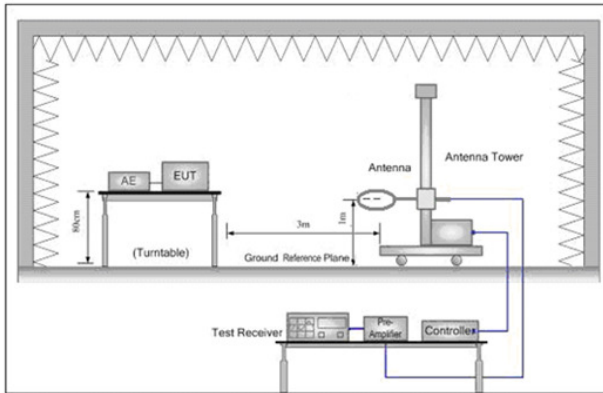 Antenna
Antenna Tower
AE
EUT
80cm
(Turntable)
3m
1m
Ground Reference Plane
Test Receiver
Pre-
Amplifier
Controller